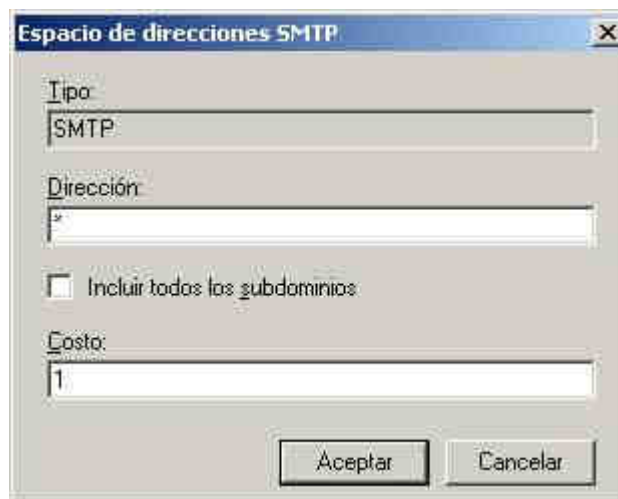 Espacio de direcciones SMTP
Tipo:
SMTP
Dirección:
*
Incluir todos los subdominios
Costo:
1
Aceptar Cancelar